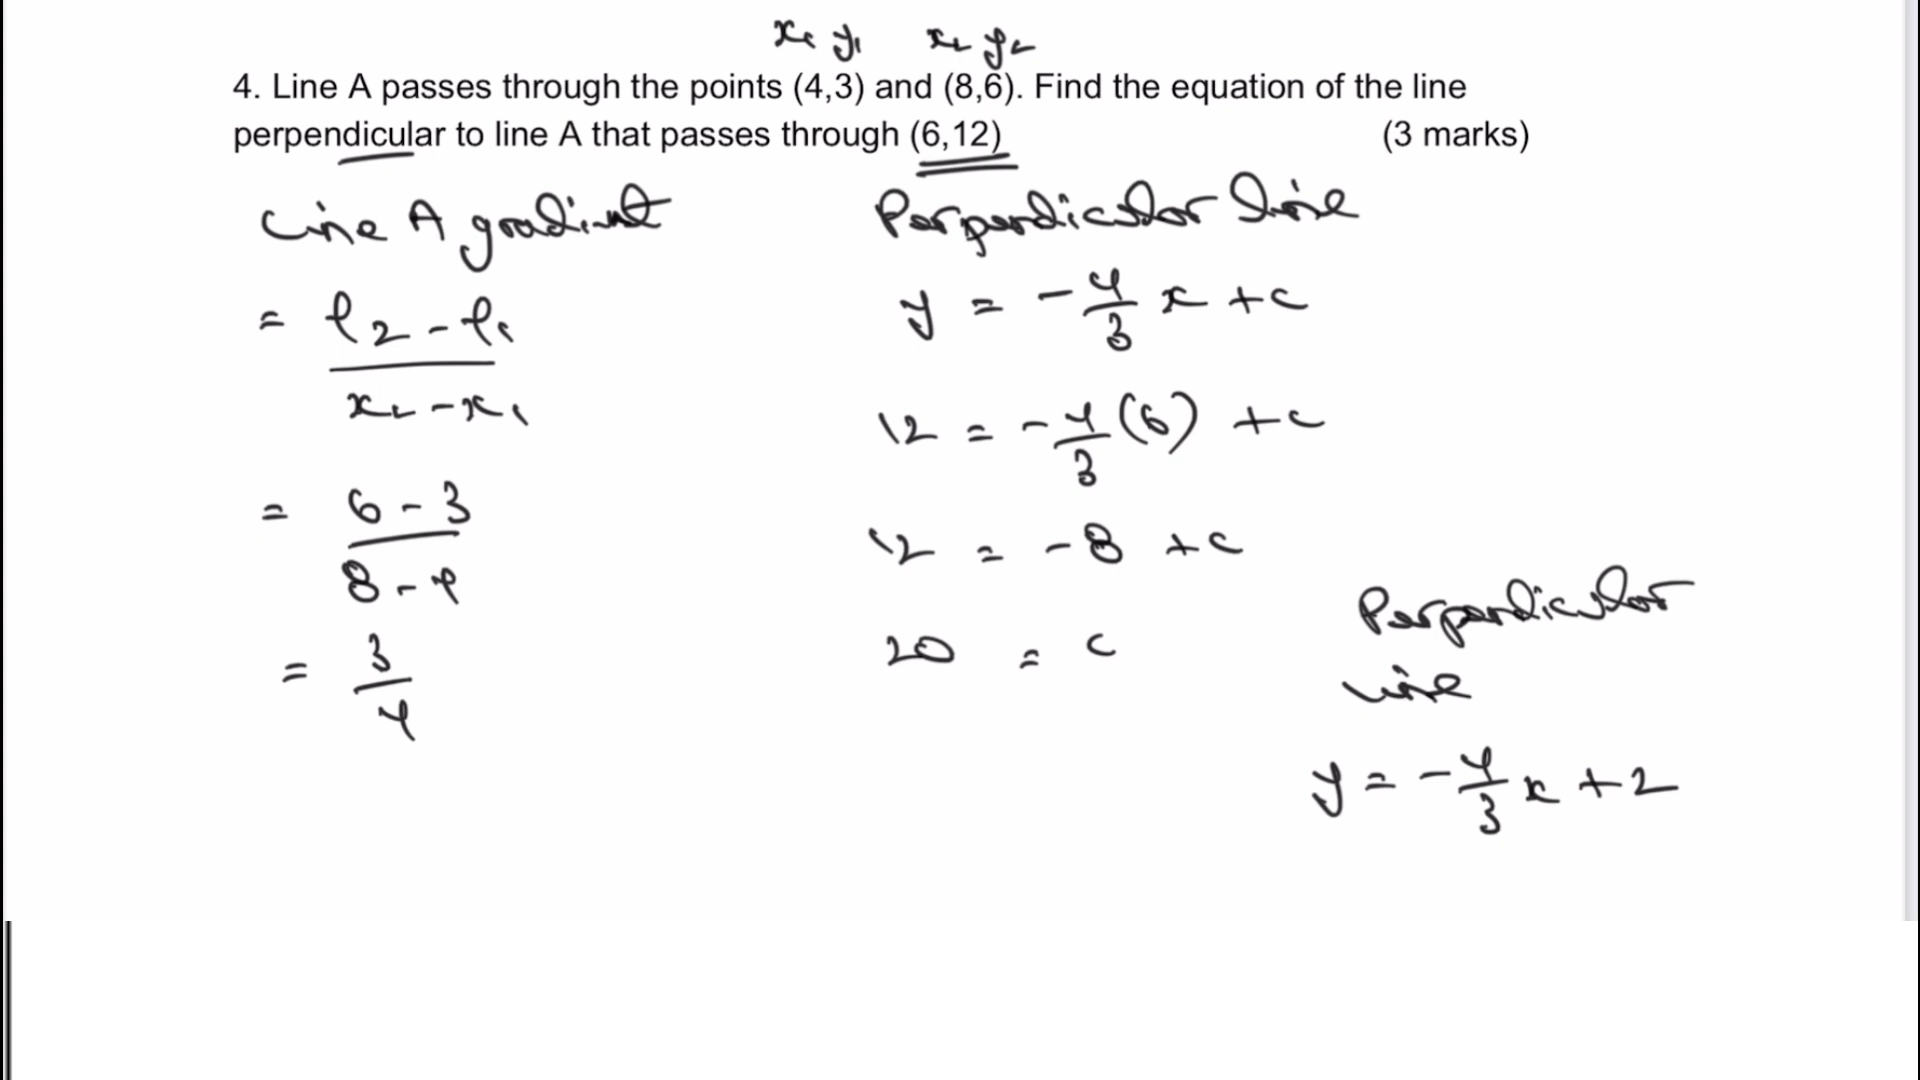 x₁ y₁ x₂ y₂
4. Line A passes through the points (4,3) and (8,6). Find the equation of the line
perpendicular to line A that passes through (6,12) (3 marks)
Line A gradient
= y₂ - y₁
x₂ - x₁
= 6 - 3
8 - 4
= 3
4
Perpendicular line
y = - 4/3 x + c
12 = - 4/3 (6) + c
12 = - 8 + c
20 = c
Perpendicular
line
y = - 4/3 x + 2